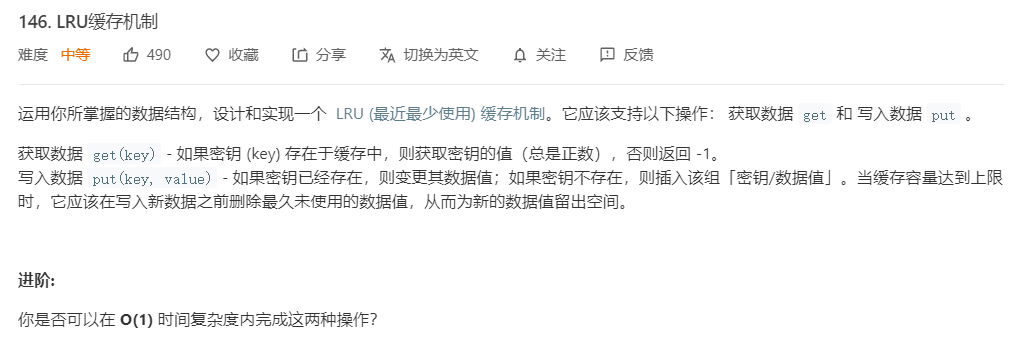 146. LRU缓存机制
难度 中等 490 收藏 分享 切换为英文 关注 反馈
运用你所掌握的数据结构，设计和实现一个 LRU (最近最少使用) 缓存机制。它应该支持以下操作： 获取数据 get 和 写入数据 put 。
获取数据 get(key) - 如果密钥 (key) 存在于缓存中，则获取密钥的值（总是正数），否则返回 -1。
写入数据 put(key, value) - 如果密钥已经存在，则变更其数据值；如果密钥不存在，则插入该组「密钥/数据值」。当缓存容量达到上限
时，它应该在写入新数据之前删除最久未使用的数据值，从而为新的数据值留出空间。
进阶:
你是否可以在 O(1) 时间复杂度内完成这两种操作？